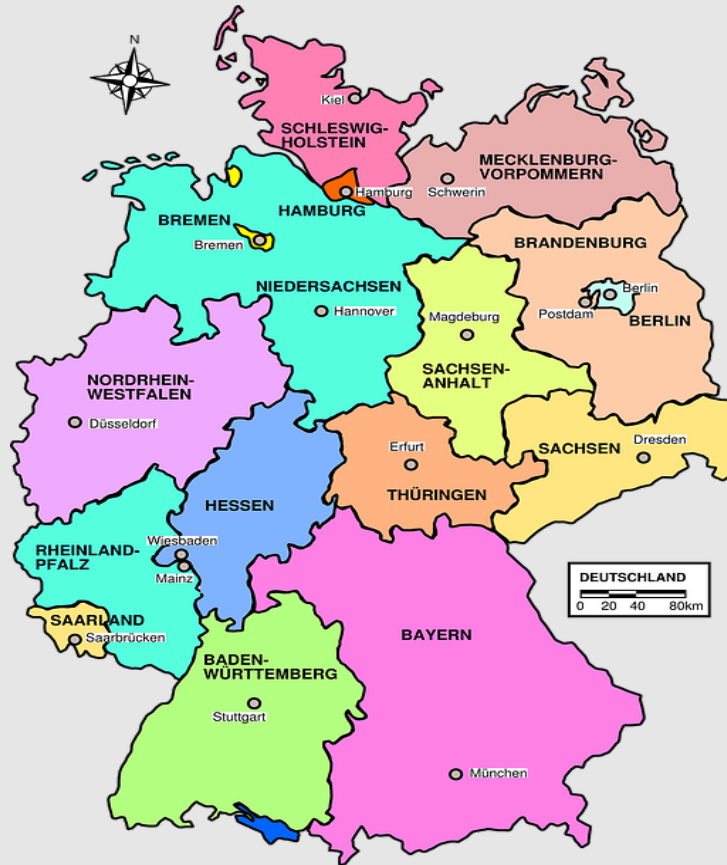 N
Kiel
SCHLESWIG-
HOLSTEIN
MECKLENBURG-
VORPOMMERN
Schwerin
Hamburg
HAMBURG
BREMEN
Bremen
BRANDENBURG
NIEDERSACHSEN
Hannover
Berlin
Postdam
BERLIN
Magdeburg
SACHSEN-
ANHALT
NORDRHEIN-
WESTFALEN
Düsseldorf
Erfurt
SACHSEN
Dresden
THÜRINGEN
HESSEN
Wiesbaden
RHEINLAND-
PFALZ
Mainz
DEUTSCHLAND
0 20 40 80km
SAARLAND
Saarbrücken
BAYERN
BADEN-
WÜRTTEMBERG
Stuttgart
München